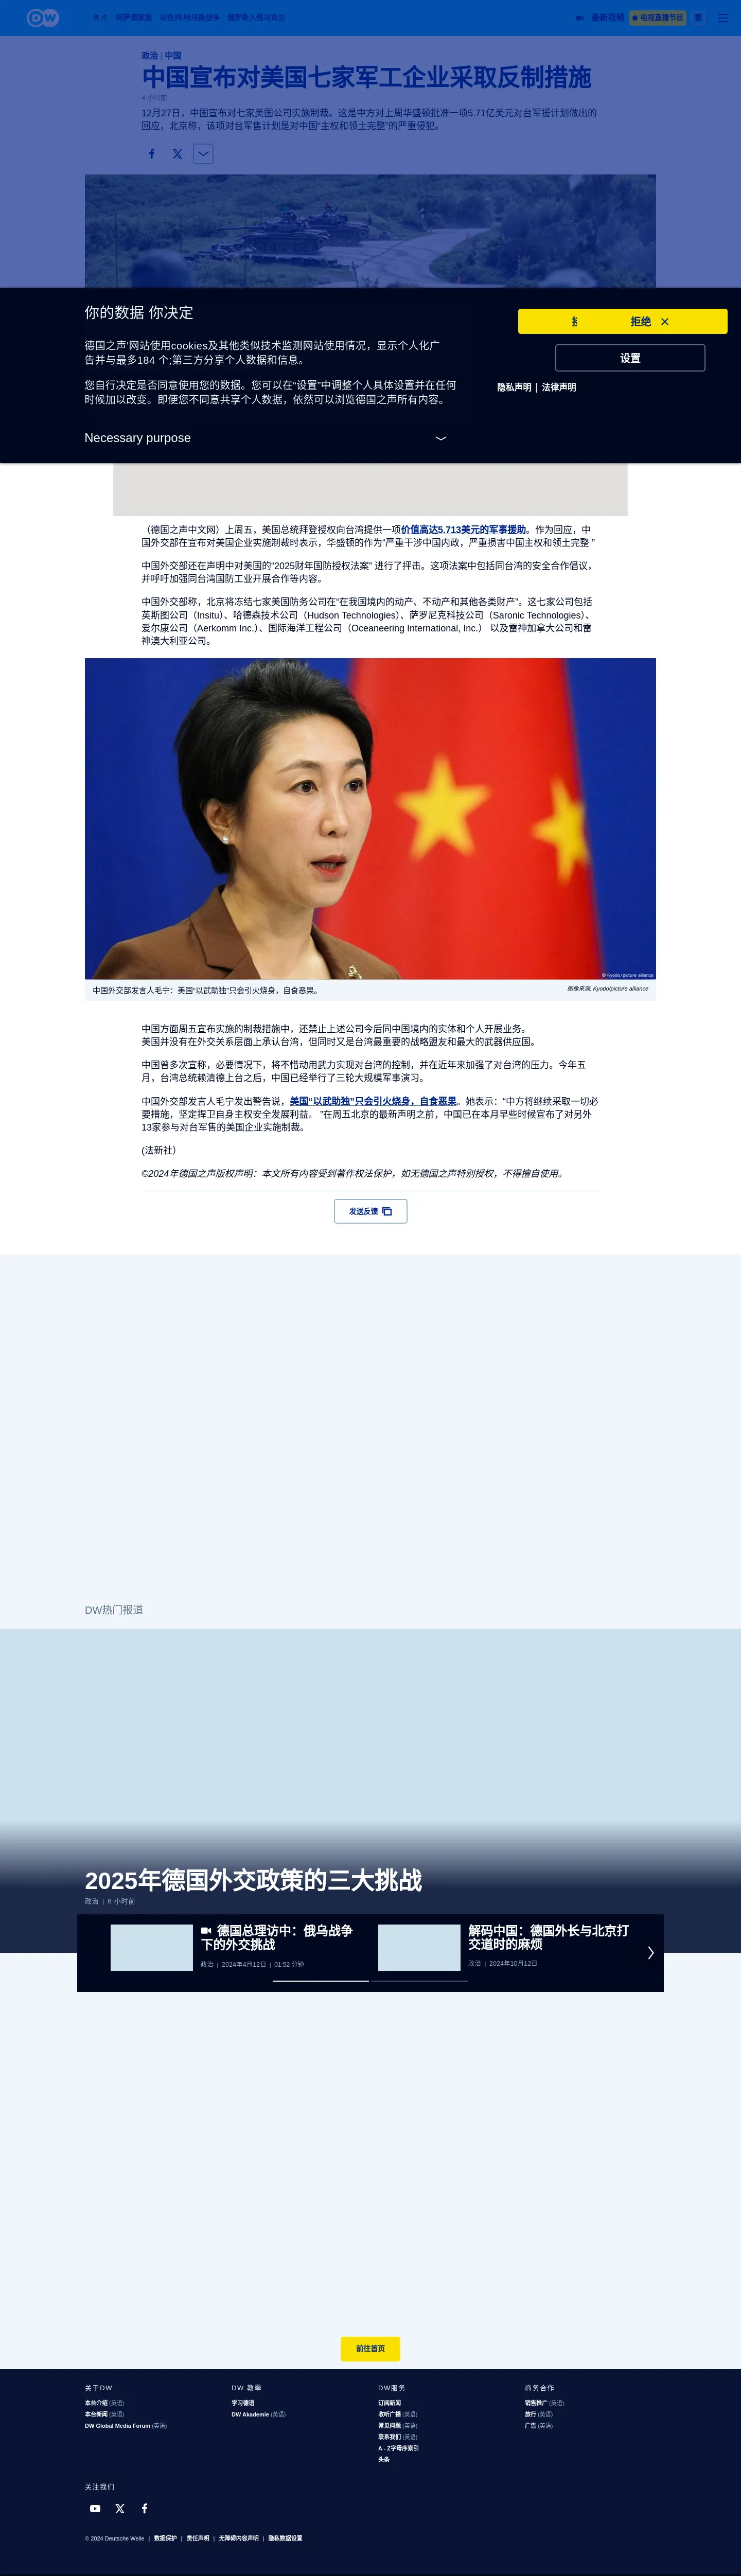 DW
焦点 阿萨德家族 以色列-哈马斯战争 俄罗斯入侵乌克兰
最新视频 电视直播节目
政治 | 中国
中国宣布对美国七家军工企业采取反制措施
4 小时前
12月27日，中国宣布对七家美国公司实施制裁。这是中方对上周华盛顿批准一项5.71亿美元对台军援计划做出的
回应，北京称，该项对台军售计划是对中国“主权和领土完整”的严重侵犯。
你的数据 你决定
拒绝
德国之声'网站使用cookies及其他类似技术监测网站使用情况，显示个人化广
告并与最多184 个;第三方分享个人数据和信息。
设置
您自行决定是否同意使用您的数据。您可以在“设置”中调整个人具体设置并在任何
时候加以改变。即便您不同意共享个人数据，依然可以浏览德国之声所有内容。
隐私声明 | 法律声明
Necessary purpose
（德国之声中文网）上周五，美国总统拜登授权向台湾提供一项价值高达5.713美元的军事援助。作为回应，中
国外交部在宣布对美国企业实施制裁时表示，华盛顿的作为“严重干涉中国内政，严重损害中国主权和领土完整 ”
中国外交部还在声明中对美国的“2025财年国防授权法案” 进行了抨击。这项法案中包括同台湾的安全合作倡议，
并呼吁加强同台湾国防工业开展合作等内容。
中国外交部称，北京将冻结七家美国防务公司在“在我国境内的动产、不动产和其他各类财产”。这七家公司包括
英斯图公司（Insitu）、哈德森技术公司（Hudson Technologies）、萨罗尼克科技公司（Saronic Technologies）、
爱尔康公司（Aerkomm Inc.）、国际海洋工程公司（Oceaneering International, Inc.） 以及雷神加拿大公司和雷
神澳大利亚公司。
© Kyodo/picture alliance
中国外交部发言人毛宁：美国“以武助独”只会引火烧身，自食恶果。
图像来源: Kyodo/picture alliance
中国方面周五宣布实施的制裁措施中，还禁止上述公司今后同中国境内的实体和个人开展业务。
美国并没有在外交关系层面上承认台湾，但同时又是台湾最重要的战略盟友和最大的武器供应国。
中国曾多次宣称，必要情况下，将不惜动用武力实现对台湾的控制，并在近年来加强了对台湾的压力。今年五
月，台湾总统赖清德上台之后，中国已经举行了三轮大规模军事演习。
中国外交部发言人毛宁发出警告说，美国“以武助独”只会引火烧身，自食恶果。她表示：“中方将继续采取一切必
要措施，坚定捍卫自身主权安全发展利益。 ”在周五北京的最新声明之前，中国已在本月早些时候宣布了对另外
13家参与对台军售的美国企业实施制裁。
(法新社）
©2024年德国之声版权声明：本文所有内容受到著作权法保护，如无德国之声特别授权，不得擅自使用。
发送反馈
DW热门报道
2025年德国外交政策的三大挑战
政治 | 6 小时前
德国总理访中：俄乌战争
下的外交挑战
政治 | 2024年4月12日 | 01:52 分钟
解码中国：德国外长与北京打
交道时的麻烦
政治 | 2024年10月12日
前往首页
关于DW
本台介绍 (英语)
本台新闻 (英语)
DW Global Media Forum (英语)
DW 教學
学习德语
DW Akademie (英语)
DW服务
订阅新闻
收听广播 (英语)
常见问题 (英语)
联系我们 (英语)
A - Z字母序索引
头条
商务合作
销售推广 (英语)
旅行 (英语)
广告 (英语)
关注我们
© 2024 Deutsche Welle | 数据保护 | 责任声明 | 无障碍内容声明 | 隐私数据设置